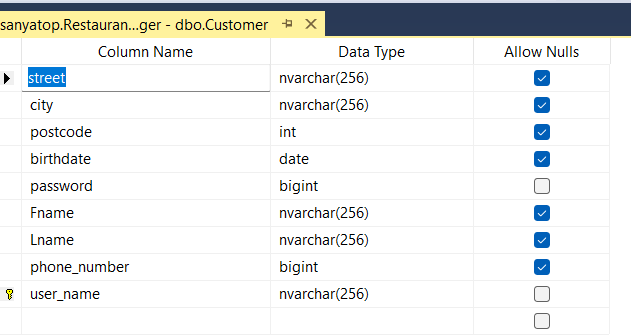 sanyatop.Restauran...ger - dbo.Customer
Column Name Data Type Allow Nulls
street nvarchar(256)
city nvarchar(256)
postcode int
birthdate date
password bigint
Fname nvarchar(256)
Lname nvarchar(256)
phone_number bigint
user_name nvarchar(256)